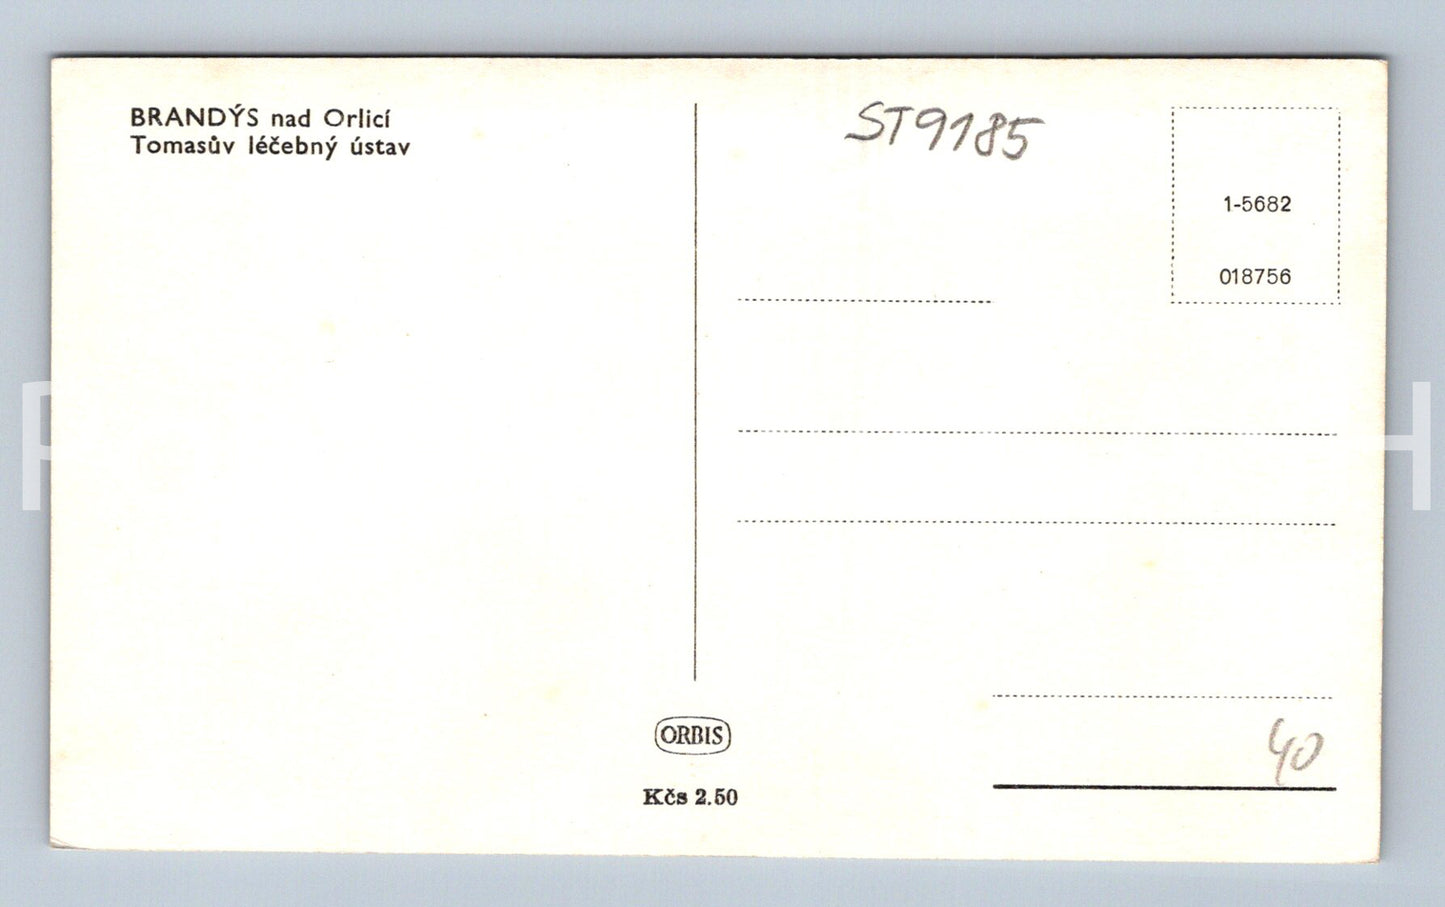 BRANDÝS nad Orlicí
Tomasův léčebný ústav
ST9185
1-5682
018756
ORBIS
Kčs 2.50
40